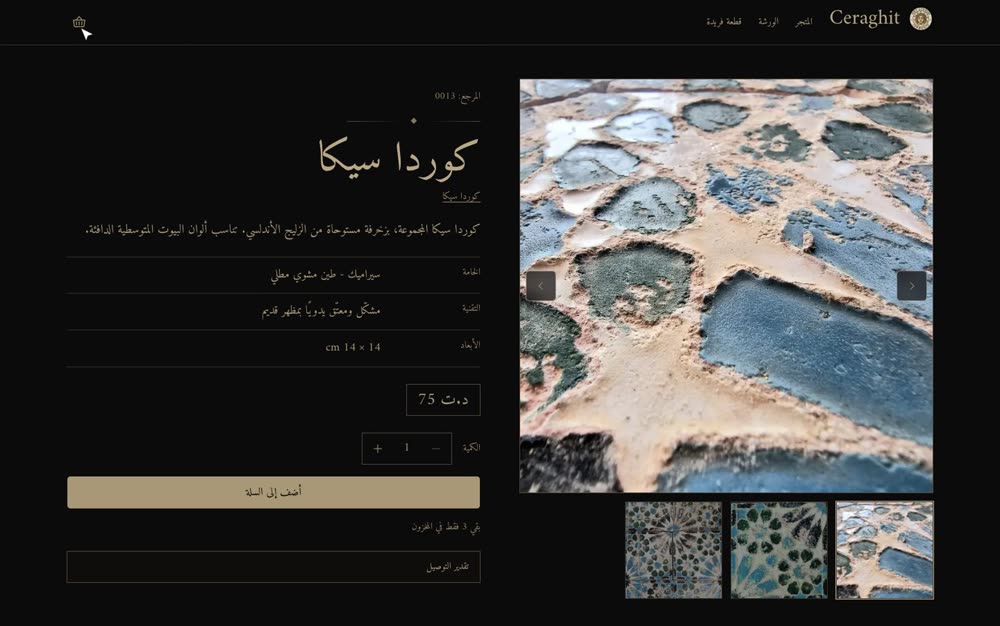 Ceraghit
المتجر
الورشة
قطعة فريدة
المرجع: 0013
كوردا سيكا
كوردا سيكا
كوردا سيكا المجموعة، بزخرفة مستوحاة من الزليج الأندلسي. تناسب ألوان البيوت المتوسطية الدافئة.
الخامة سيراميك - طين مشوي مطلي
التقنية مشكّل ومعتّق يدويًا بمظهر قديم
الأبعاد 14 × 14 cm
75 د.ت
الكمية − 1 +
أضف إلى السلة
بقي 3 فقط في المخزون
تقدير التوصيل